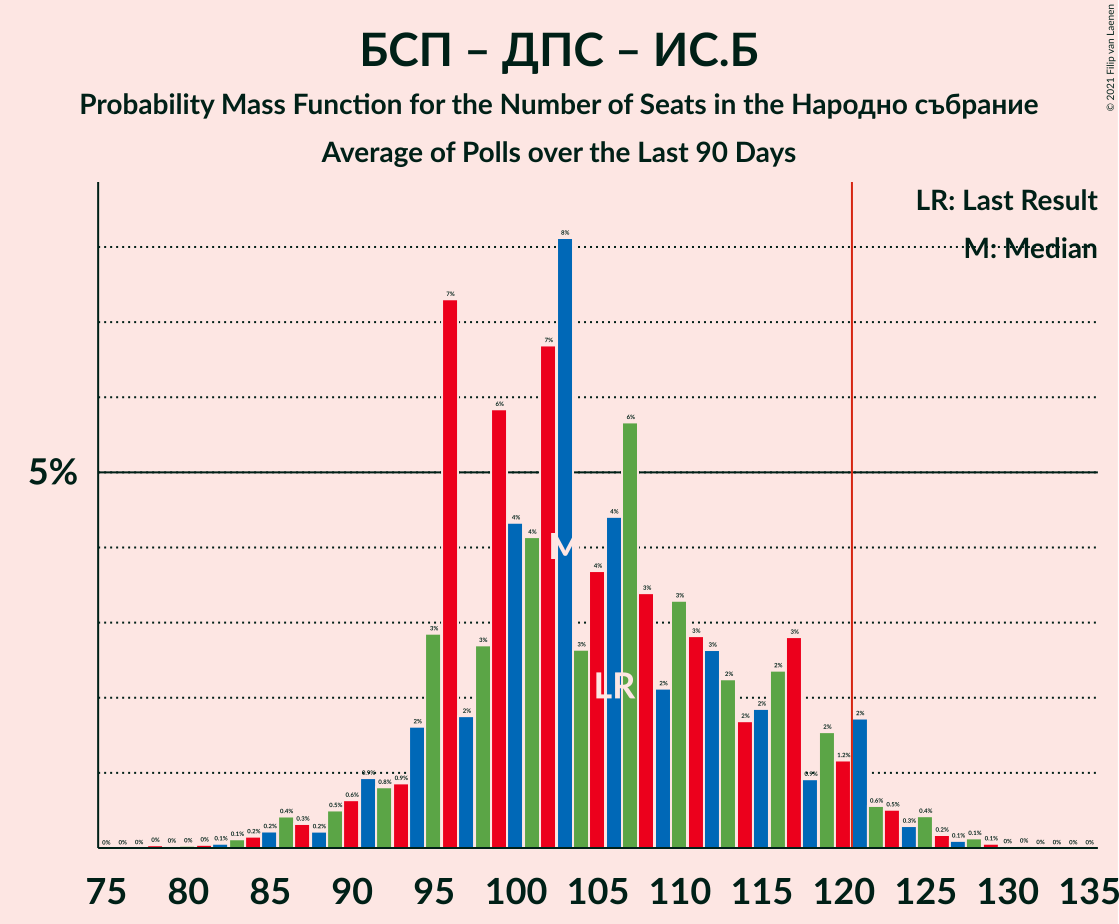 БСП – ДПС – ИС.Б
Probability Mass Function for the Number of Seats in the Народно събрание
Average of Polls over the Last 90 Days
© 2021 Filip van Laenen
LR: Last Result
M: Median
5%
0% 0% 0% 0% 0% 0% 0% 0.1% 0.1% 0.2% 0.2% 0.4% 0.3% 0.2% 0.5% 0.6% 0.9% 0.8% 0.9% 2% 3% 7% 2% 3% 6% 4% 4% 7% 8% 3% 4% 4% 6% 3% 2% 3% 3% 3% 2% 2% 2% 2% 3% 0.9% 2% 1.2% 2% 0.6% 0.5% 0.3% 0.4% 0.2% 0.1% 0.1% 0.1% 0% 0% 0% 0% 0% 0%
M
LR
75 80 85 90 95 100 105 110 115 120 125 130 135